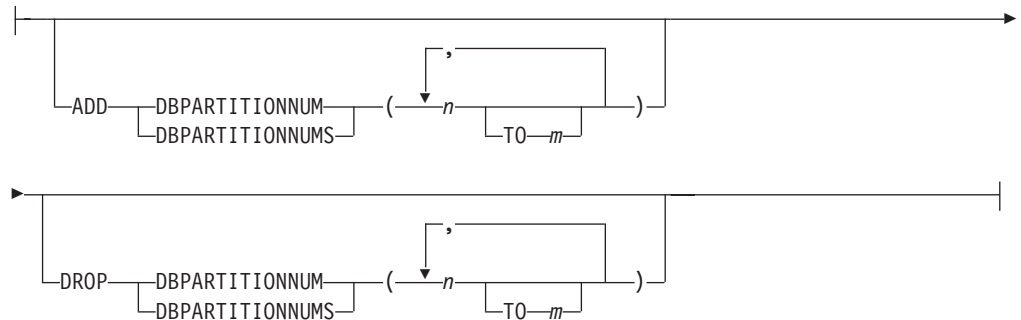 ,
ADD DBPARTITIONNUM ( n )
DBPARTITIONNUMS TO m
,
DROP DBPARTITIONNUM ( n )
DBPARTITIONNUMS TO m